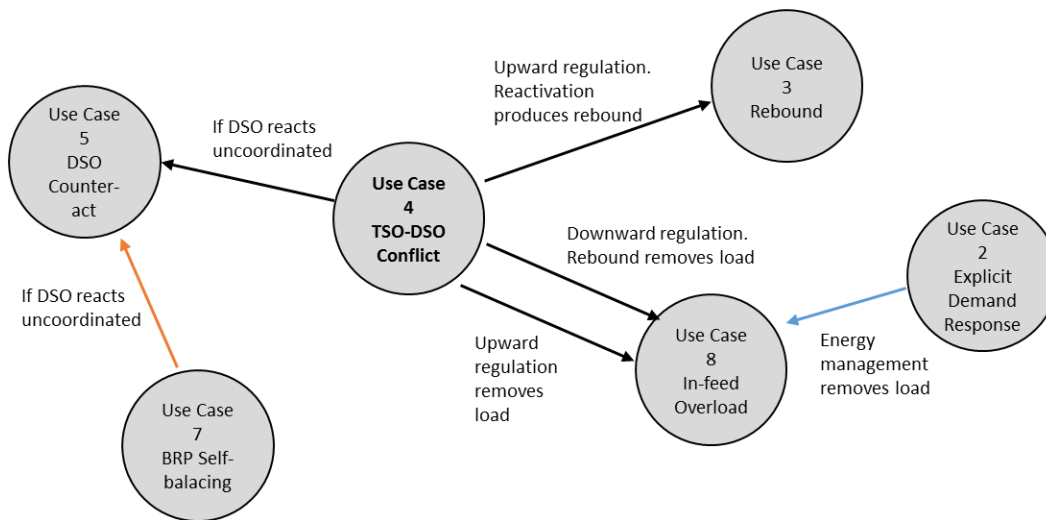 Use Case
5
DSO
Counter-
act
If DSO reacts
uncoordinated
Use Case
4
TSO-DSO
Conflict
Upward regulation.
Reactivation
produces rebound
Use Case
3
Rebound
Downward regulation.
Rebound removes load
Use Case
2
Explicit
Demand
Response
If DSO reacts
uncoordinated
Upward
regulation
removes
load
Use Case
8
In-feed
Overload
Energy
management
removes load
Use Case
7
BRP Self-
balacing